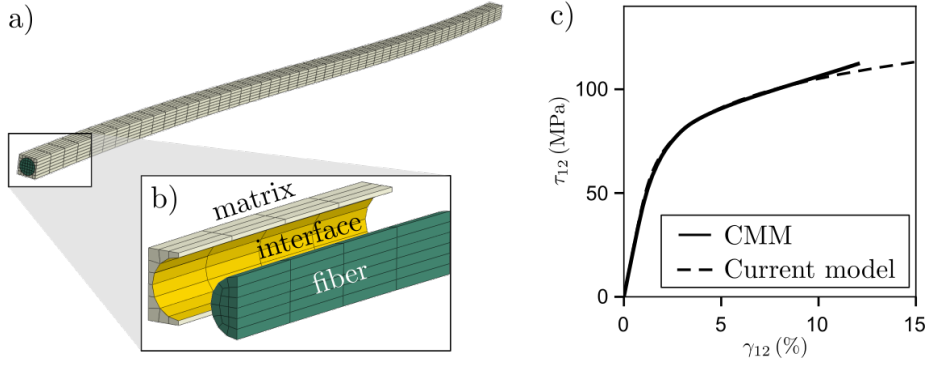 a)
b)
matrix
interface
fiber
c)
τ₁₂ (MPa)
100
50
0
CMM
Current model
0
5
10
15
γ₁₂ (%)